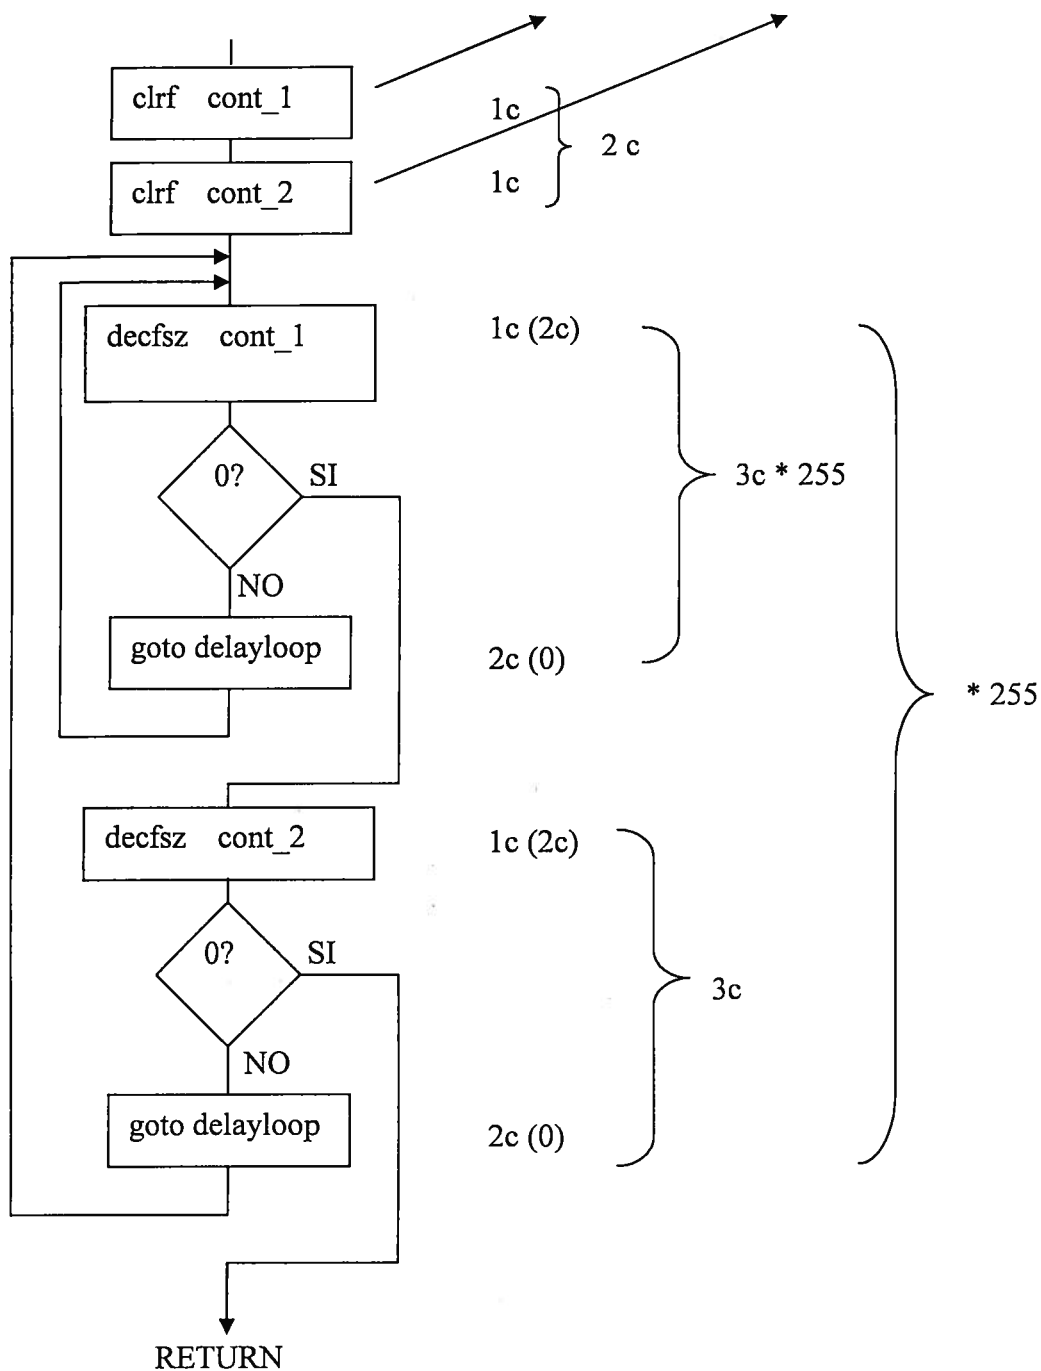 clrf cont_1
1c
2 c
clrf cont_2
1c
decfsz cont_1
1c (2c)
0?
SI
3c * 255
NO
goto delayloop
2c (0)
* 255
decfsz cont_2
1c (2c)
0?
SI
3c
NO
goto delayloop
2c (0)
RETURN